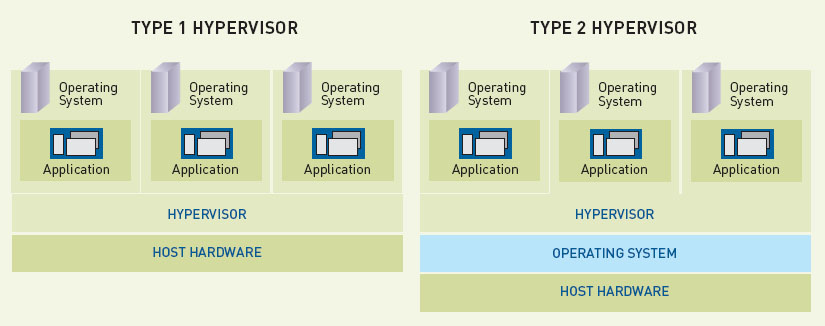 TYPE 1 HYPERVISOR
Operating
System
Application
Operating
System
Application
Operating
System
Application
HYPERVISOR
HOST HARDWARE
TYPE 2 HYPERVISOR
Operating
System
Application
Operating
System
Application
Operating
System
Application
HYPERVISOR
OPERATING SYSTEM
HOST HARDWARE